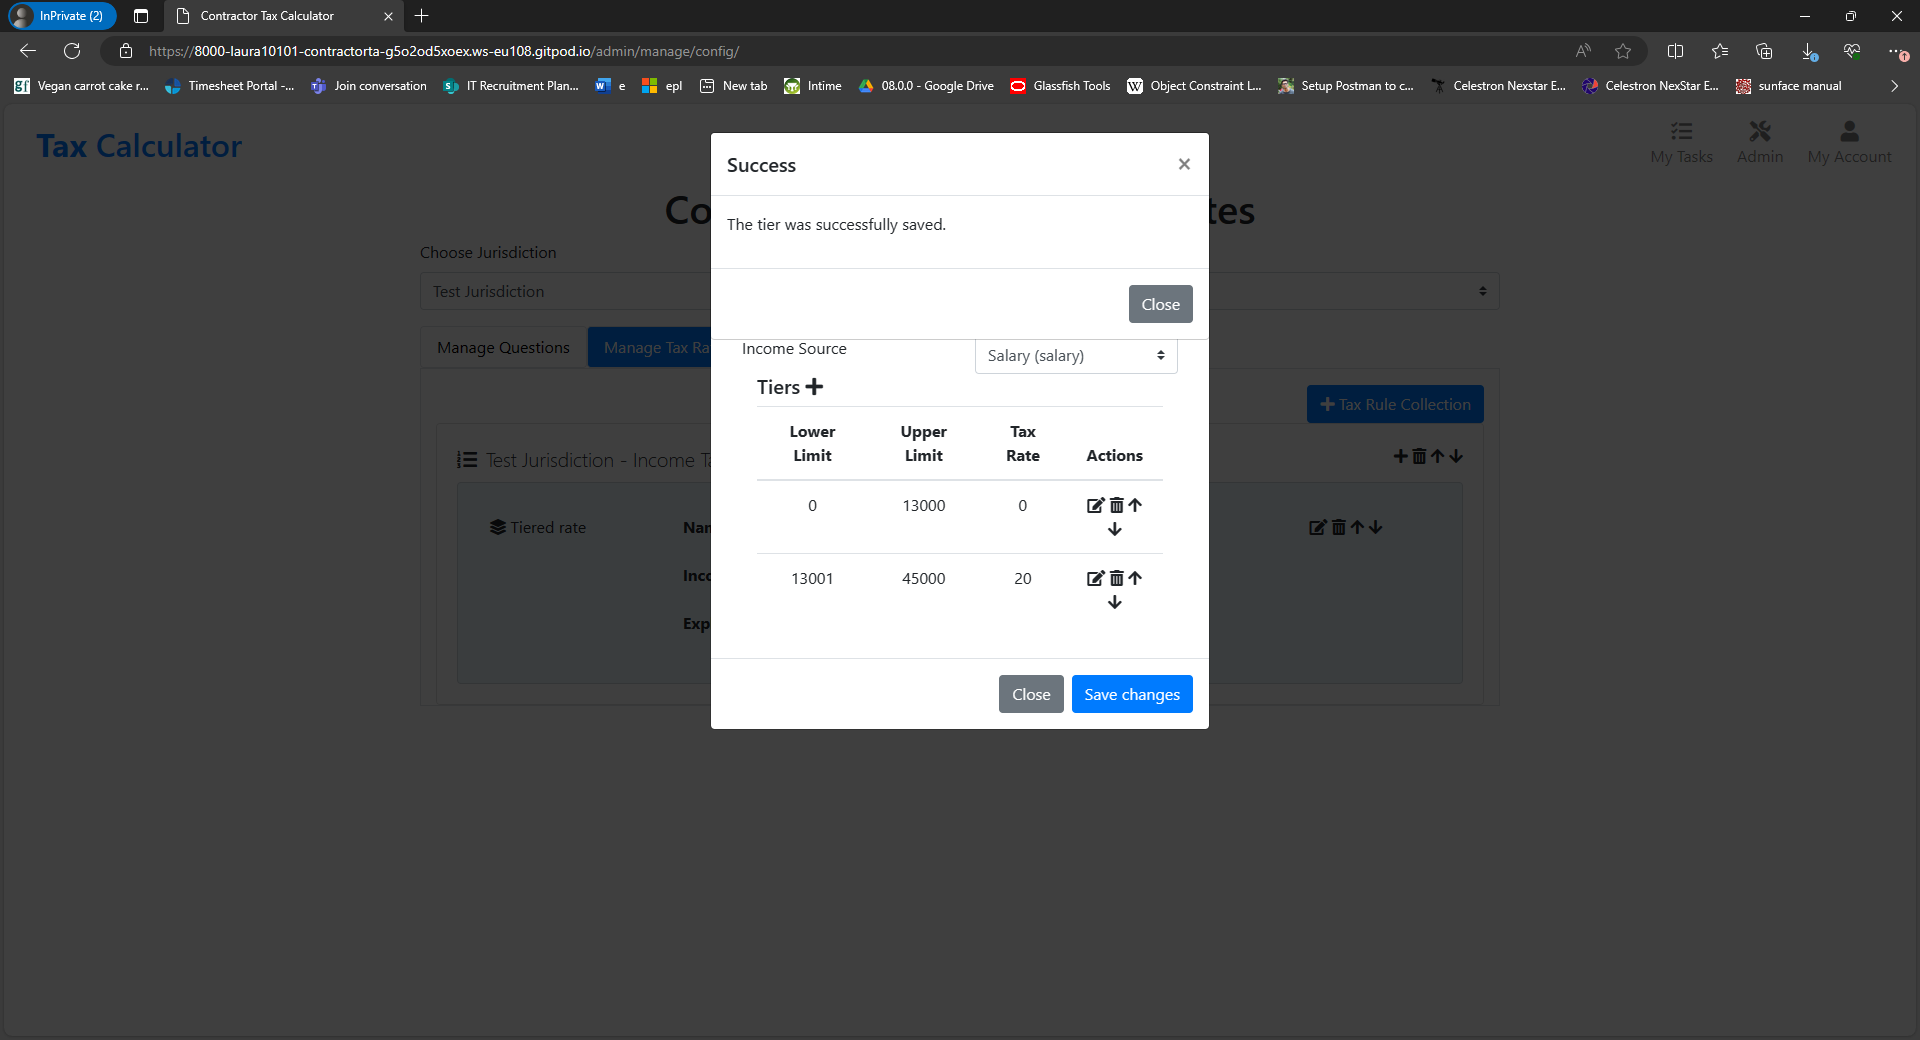 InPrivate (2)
Contractor Tax Calculator
https://8000-laura10101-contractorta-g5o2od5xoex.ws-eu108.gitpod.io/admin/manage/config/
gf Vegan carrot cake r... Timesheet Portal -... Join conversation IT Recruitment Plan... e epl New tab Intime 08.0.0 - Google Drive Glassfish Tools W Object Constraint L... Setup Postman to c... Celestron Nexstar E... Celestron NexStar E... sunface manual
Tax Calculator
My Tasks Admin My Account
Success ×
Co
tes
The tier was successfully saved.
Choose Jurisdiction
Test Jurisdiction
Close
Manage Questions Manage Tax Ra
Income Source Salary (salary)
Tiers
Tax Rule Collection
Lower Limit Upper Limit Tax Rate Actions
Test Jurisdiction - Income Ta
0 13000 0
Tiered rate Nam
Inco
13001 45000 20
Exp
Close Save changes